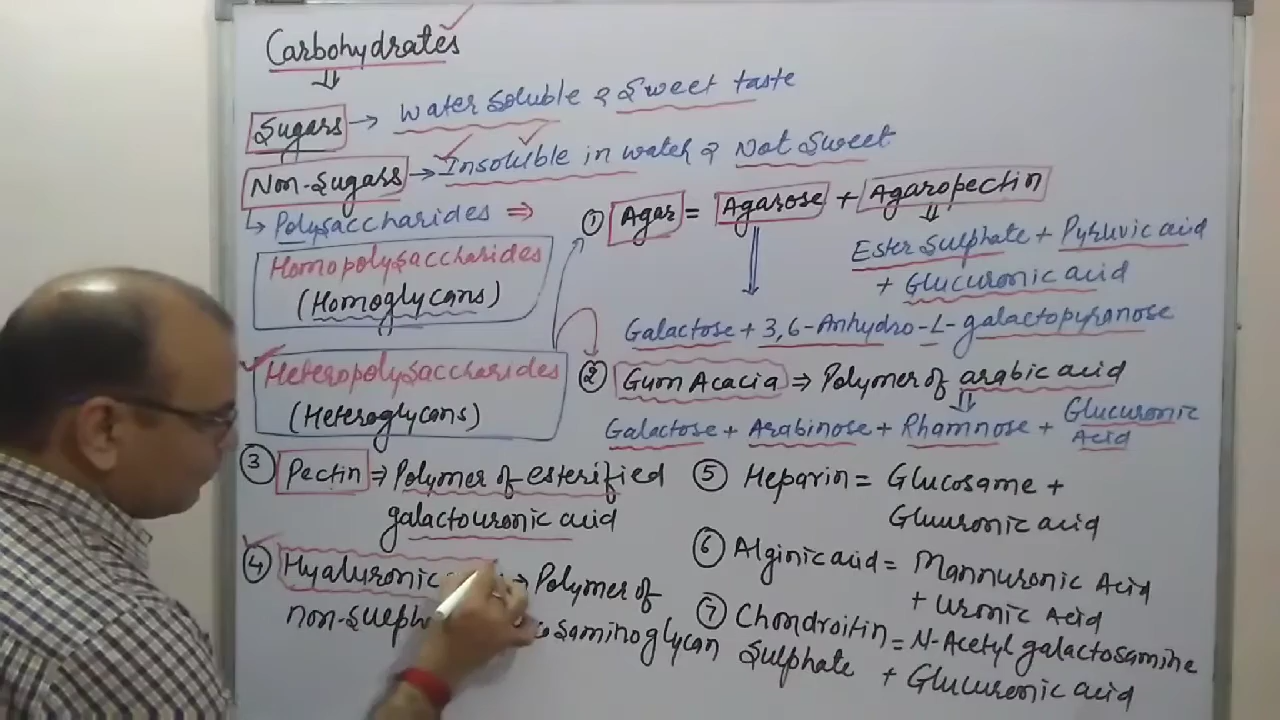 Carbohydrates
⇓
Sugars → Water Soluble & Sweet taste
Non-Sugars → Insoluble in water & Not Sweet
↳ Polysaccharides ⇒
Homopolysaccharides
(Homoglycans)
Heteropolysaccharides
(Heteroglycans)
① Agar = Agarose + Agaropectin
⇓
Ester Sulphate + Pyruvic acid
+ Glucuronic acid
Galactose + 3,6-Anhydro-L-galactopyranose
② Gum Acacia ⇒ Polymer of arabic acid
⇓
Galactose + Arabinose + Rhamnose + Glucuronic
Acid
③ Pectin ⇒ Polymer of esterified
galactouronic acid
④ Hyaluronic Polymer of
non-Sulph saminoglycan
⑤ Heparin = Glucosame +
Gluuronic acid
⑥ Alginic acid = Mannuronic Acid
+ Uronic Acid
⑦ Chondroitin = N-Acetyl galactosamine
Sulphate + Glucuronic acid